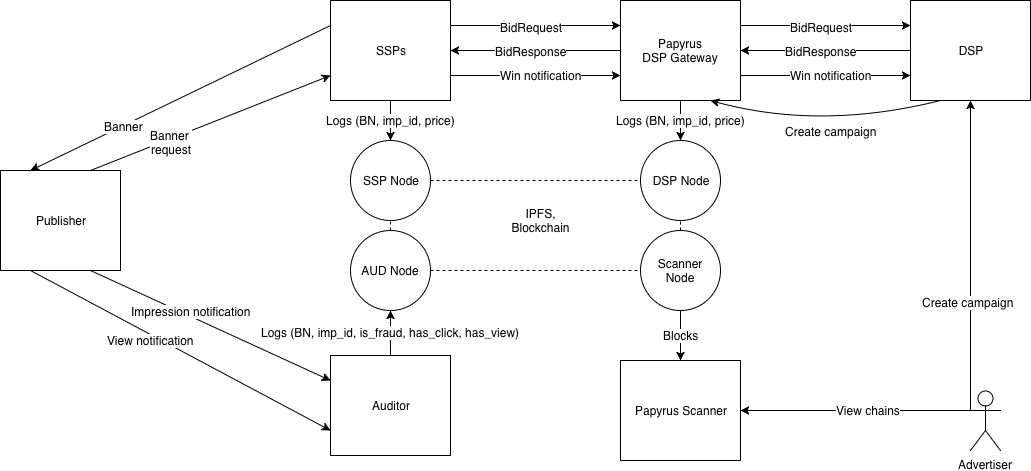 BidRequest
BidRequest
SSPs
Papyrus
DSP Gateway
DSP
BidResponse
BidResponse
Win notification
Win notification
Logs (BN, imp_id, price)
Logs (BN, imp_id, price)
Banner
Banner
request
Create campaign
SSP Node
DSP Node
Publisher
IPFS,
Blockchain
AUD Node
Scanner
Node
Impression notification
Create campaign
Logs (BN, imp_id, is_fraud, has_click, has_view)
View notification
Blocks
Auditor
Papyrus Scanner
View chains
Advertiser